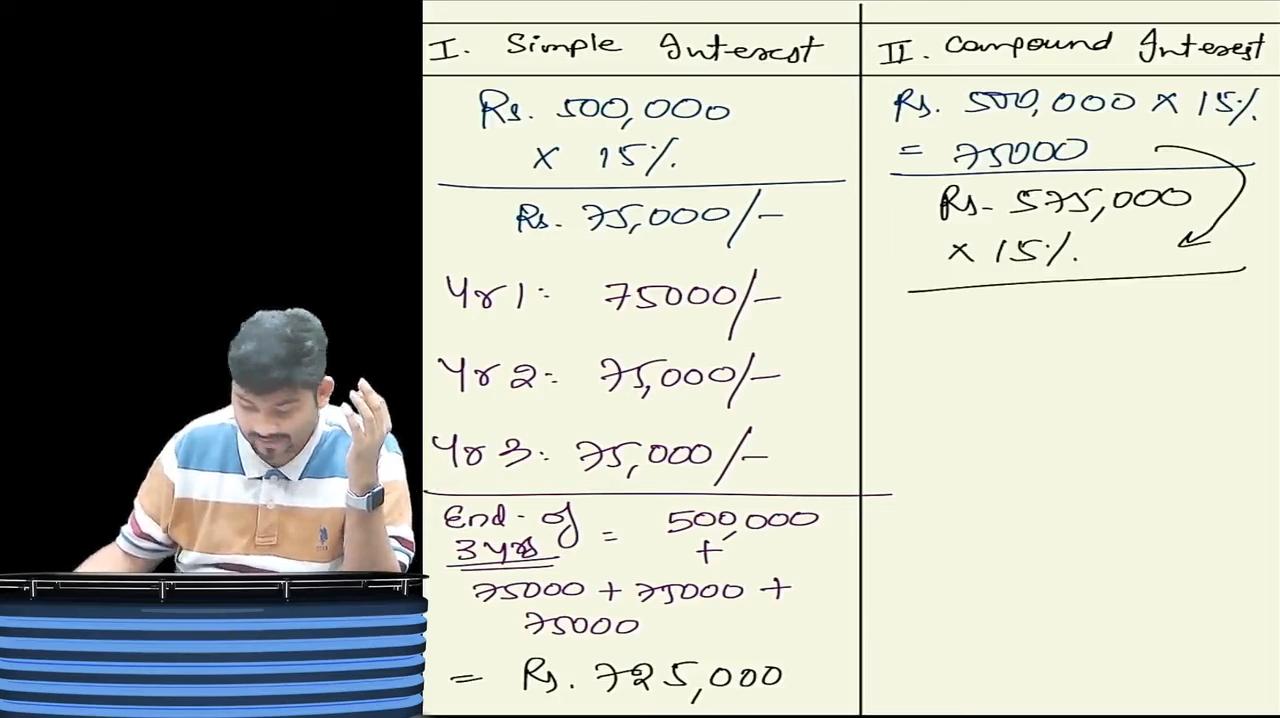 I. Simple Interest
Rs. 500,000
x 15%
Rs. 75,000/-
Yr 1:- 75000/-
Yr 2:- 75,000/-
Yr 3:- 75,000/-
End of
3 yrs = 500,000
+
75000 + 75000 +
75000
= Rs. 725,000
II. Compound Interest
Rs. 500,000 x 15%
= 75000
Rs. 575,000
x 15%